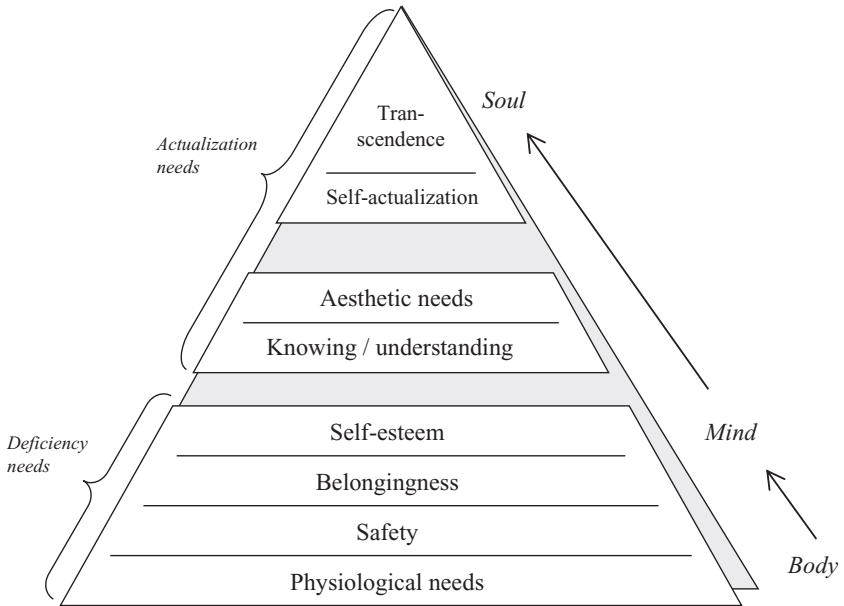 Soul
Tran-
scendence
Actualization
needs
Self-actualization
Aesthetic needs
Knowing / understanding
Self-esteem
Mind
Deficiency
needs
Belongingness
Safety
Body
Physiological needs